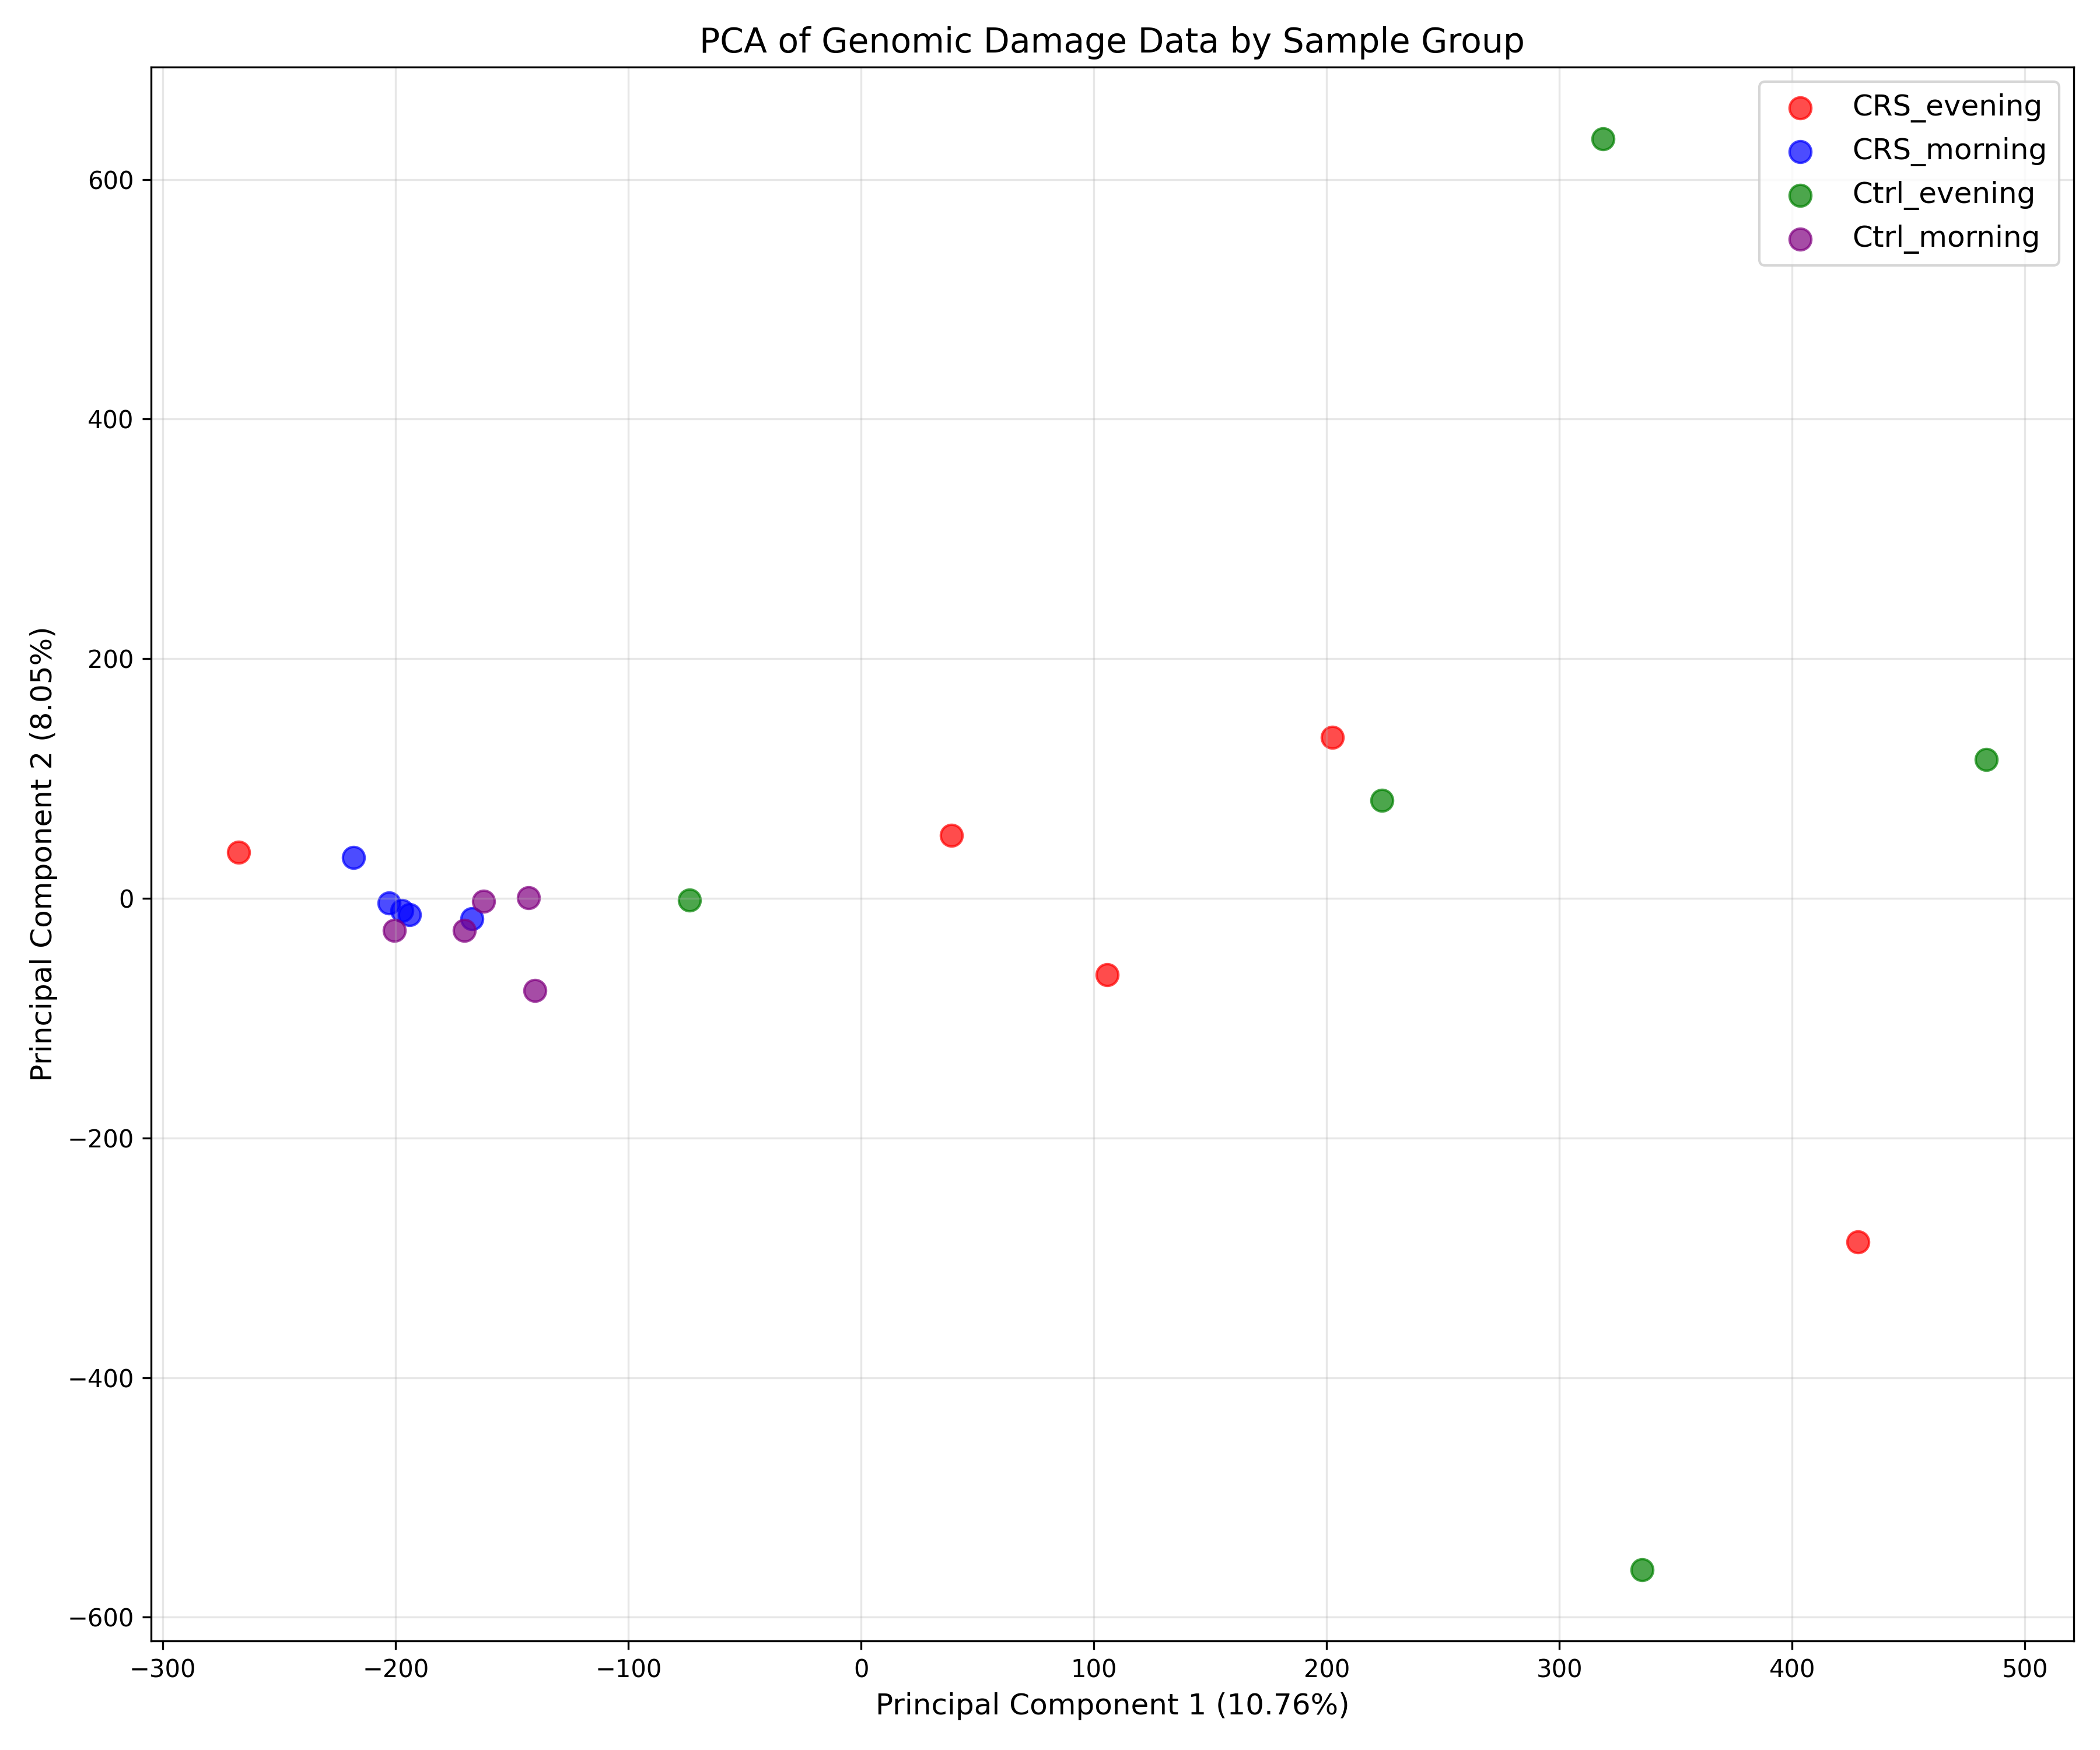 PCA of Genomic Damage Data by Sample Group
CRS_evening
CRS_morning
Ctrl_evening
Ctrl_morning
600
400
200
0
−200
−400
−600
Principal Component 2 (8.05%)
−300
−200
−100
0
100
200
300
400
500
Principal Component 1 (10.76%)